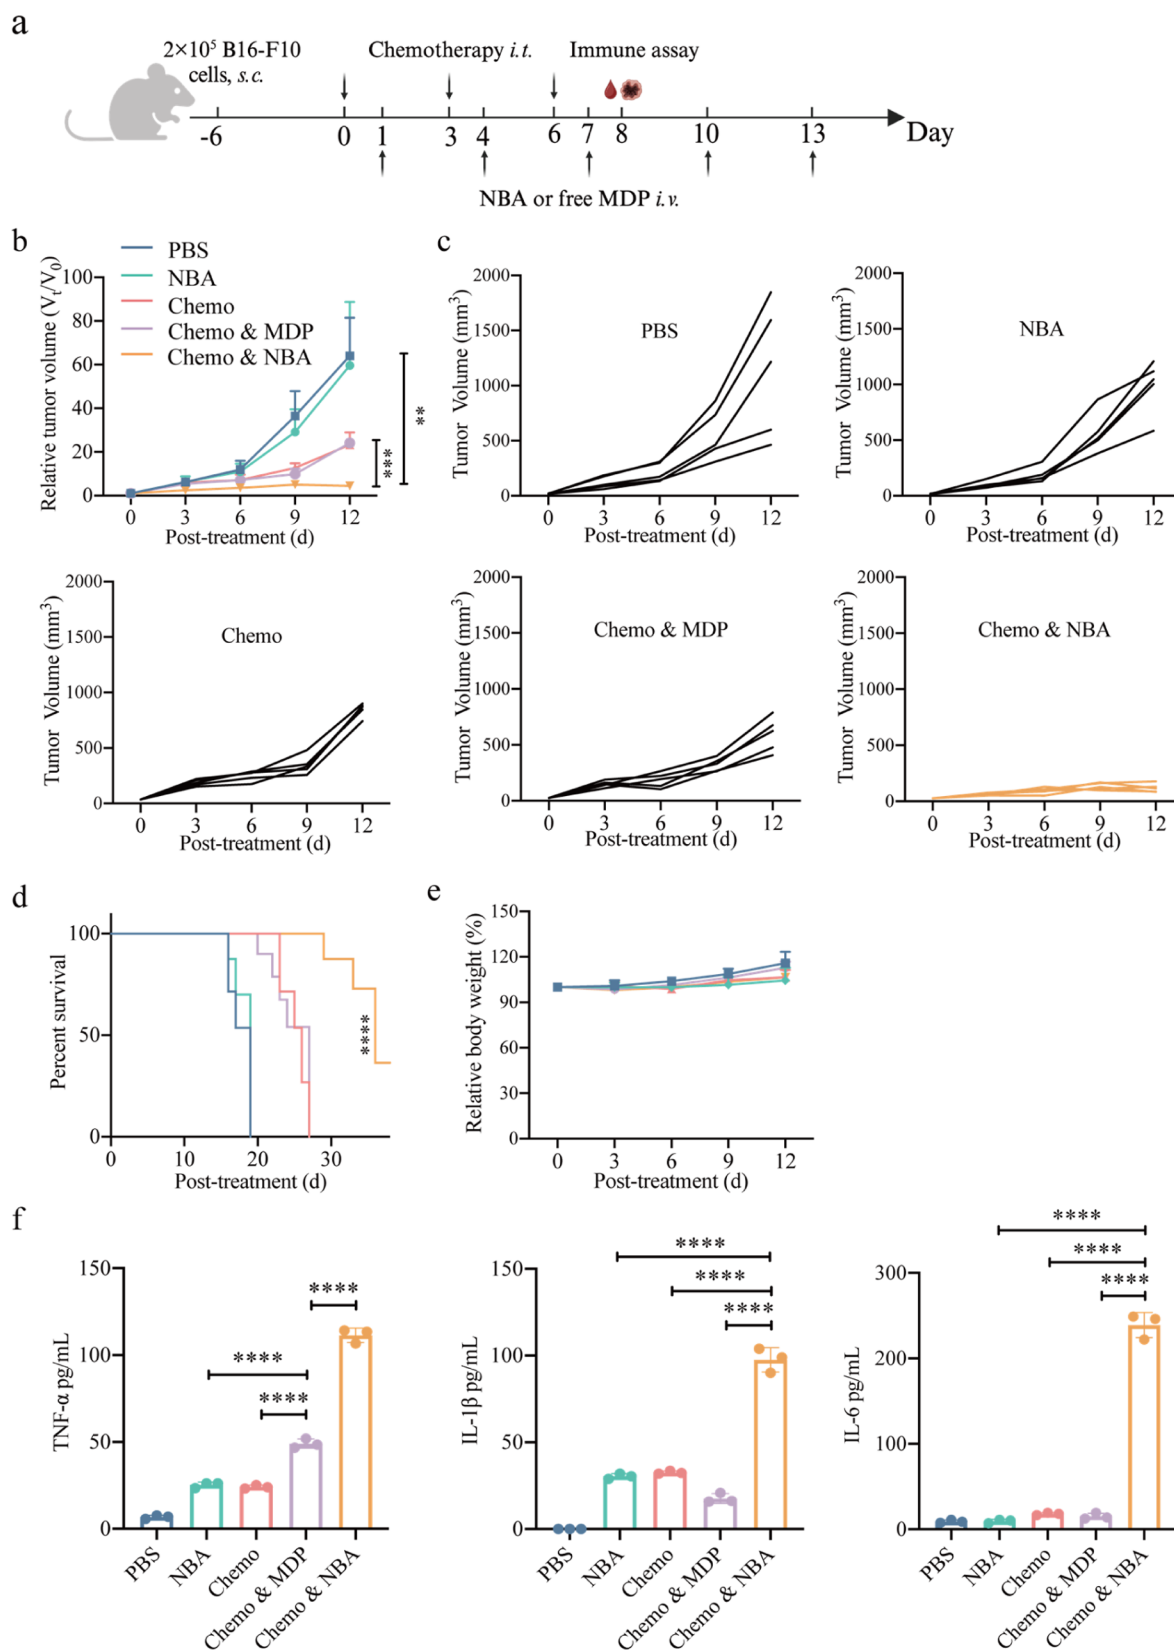 a
2×10⁵ B16-F10
cells, s.c.
Chemotherapy i.t.
Immune assay
-6 0 1 3 4 6 7 8 10 13 Day
NBA or free MDP i.v.
b
PBS
NBA
Chemo
Chemo & MDP
Chemo & NBA
Relative tumor volume (Vt/V0)
100
80
60
40
20
0
**
***
0 3 6 9 12
Post-treatment (d)
c
Tumor Volume (mm³)
2000
1500
1000
500
0
PBS
0 3 6 9 12
Post-treatment (d)
Tumor Volume (mm³)
2000
1500
1000
500
0
NBA
0 3 6 9 12
Post-treatment (d)
Tumor Volume (mm³)
2000
1500
1000
500
0
Chemo
0 3 6 9 12
Post-treatment (d)
Tumor Volume (mm³)
2000
1500
1000
500
0
Chemo & MDP
0 3 6 9 12
Post-treatment (d)
Tumor Volume (mm³)
2000
1500
1000
500
0
Chemo & NBA
0 3 6 9 12
Post-treatment (d)
d
Percent survival
100
50
0
****
0 10 20 30
Post-treatment (d)
e
Relative body weight (%)
150
120
90
60
30
0
0 3 6 9 12
Post-treatment (d)
f
TNF-α pg/mL
150
100
50
0
****
****
****
PBS
NBA
Chemo
Chemo & MDP
Chemo & NBA
IL-1β pg/mL
150
100
50
0
****
****
****
PBS
NBA
Chemo
Chemo & MDP
Chemo & NBA
IL-6 pg/mL
300
200
100
0
****
****
****
PBS
NBA
Chemo
Chemo & MDP
Chemo & NBA